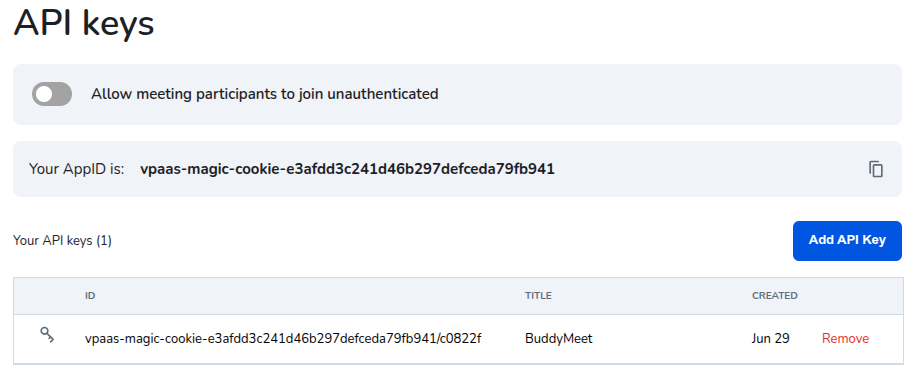 API keys
Allow meeting participants to join unauthenticated
Your AppID is: vpaas-magic-cookie-e3afdd3c241d46b297defceda79fb941
Your API keys (1)
Add API Key
ID TITLE CREATED
vpaas-magic-cookie-e3afdd3c241d46b297defceda79fb941/c0822f BuddyMeet Jun 29 Remove